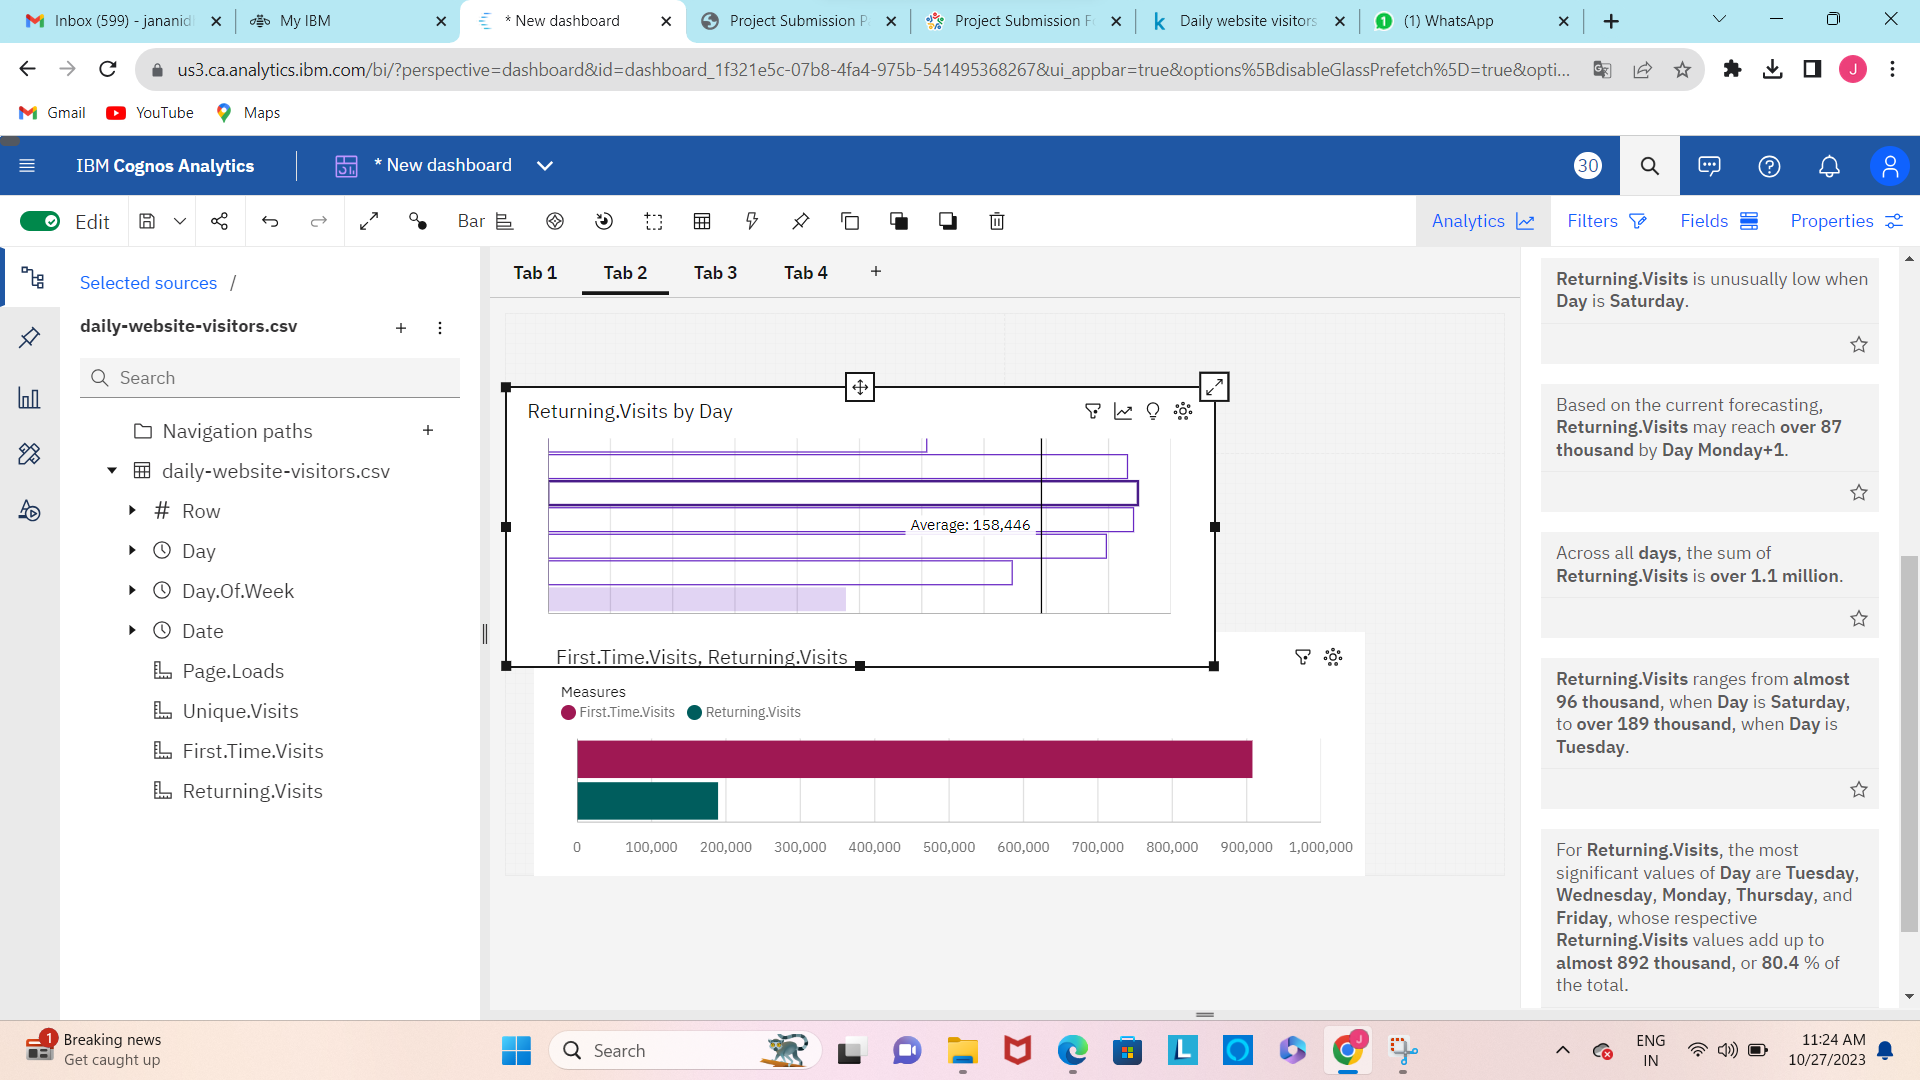 Inbox (599) - jananid
My IBM
* New dashboard
Project Submission P
Project Submission Fo
Daily website visitors
(1) WhatsApp
us3.ca.analytics.ibm.com/bi/?perspective=dashboard&id=dashboard_1f321e5c-07b8-4fa4-975b-541495368267&ui_appbar=true&options%5BdisableGlassPrefetch%5D=true&opti...
J
Gmail
YouTube
Maps
IBM Cognos Analytics
* New dashboard
30
Edit
Bar
Analytics
Filters
Fields
Properties
Selected sources /
daily-website-visitors.csv
Search
Navigation paths
daily-website-visitors.csv
Row
Day
Day.Of.Week
Date
Page.Loads
Unique.Visits
First.Time.Visits
Returning.Visits
Tab 1
Tab 2
Tab 3
Tab 4
Returning.Visits by Day
Average: 158,446
First.Time.Visits, Returning.Visits
Measures
First.Time.Visits
Returning.Visits
0
100,000
200,000
300,000
400,000
500,000
600,000
700,000
800,000
900,000
1,000,000
Returning.Visits is unusually low when
Day is Saturday.
Based on the current forecasting,
Returning.Visits may reach over 87
thousand by Day Monday+1.
Across all days, the sum of
Returning.Visits is over 1.1 million.
Returning.Visits ranges from almost
96 thousand, when Day is Saturday,
to over 189 thousand, when Day is
Tuesday.
For Returning.Visits, the most
significant values of Day are Tuesday,
Wednesday, Monday, Thursday, and
Friday, whose respective
Returning.Visits values add up to
almost 892 thousand, or 80.4 % of
the total.
1
Breaking news
Get caught up
Search
J
ENG
IN
11:24 AM
10/27/2023